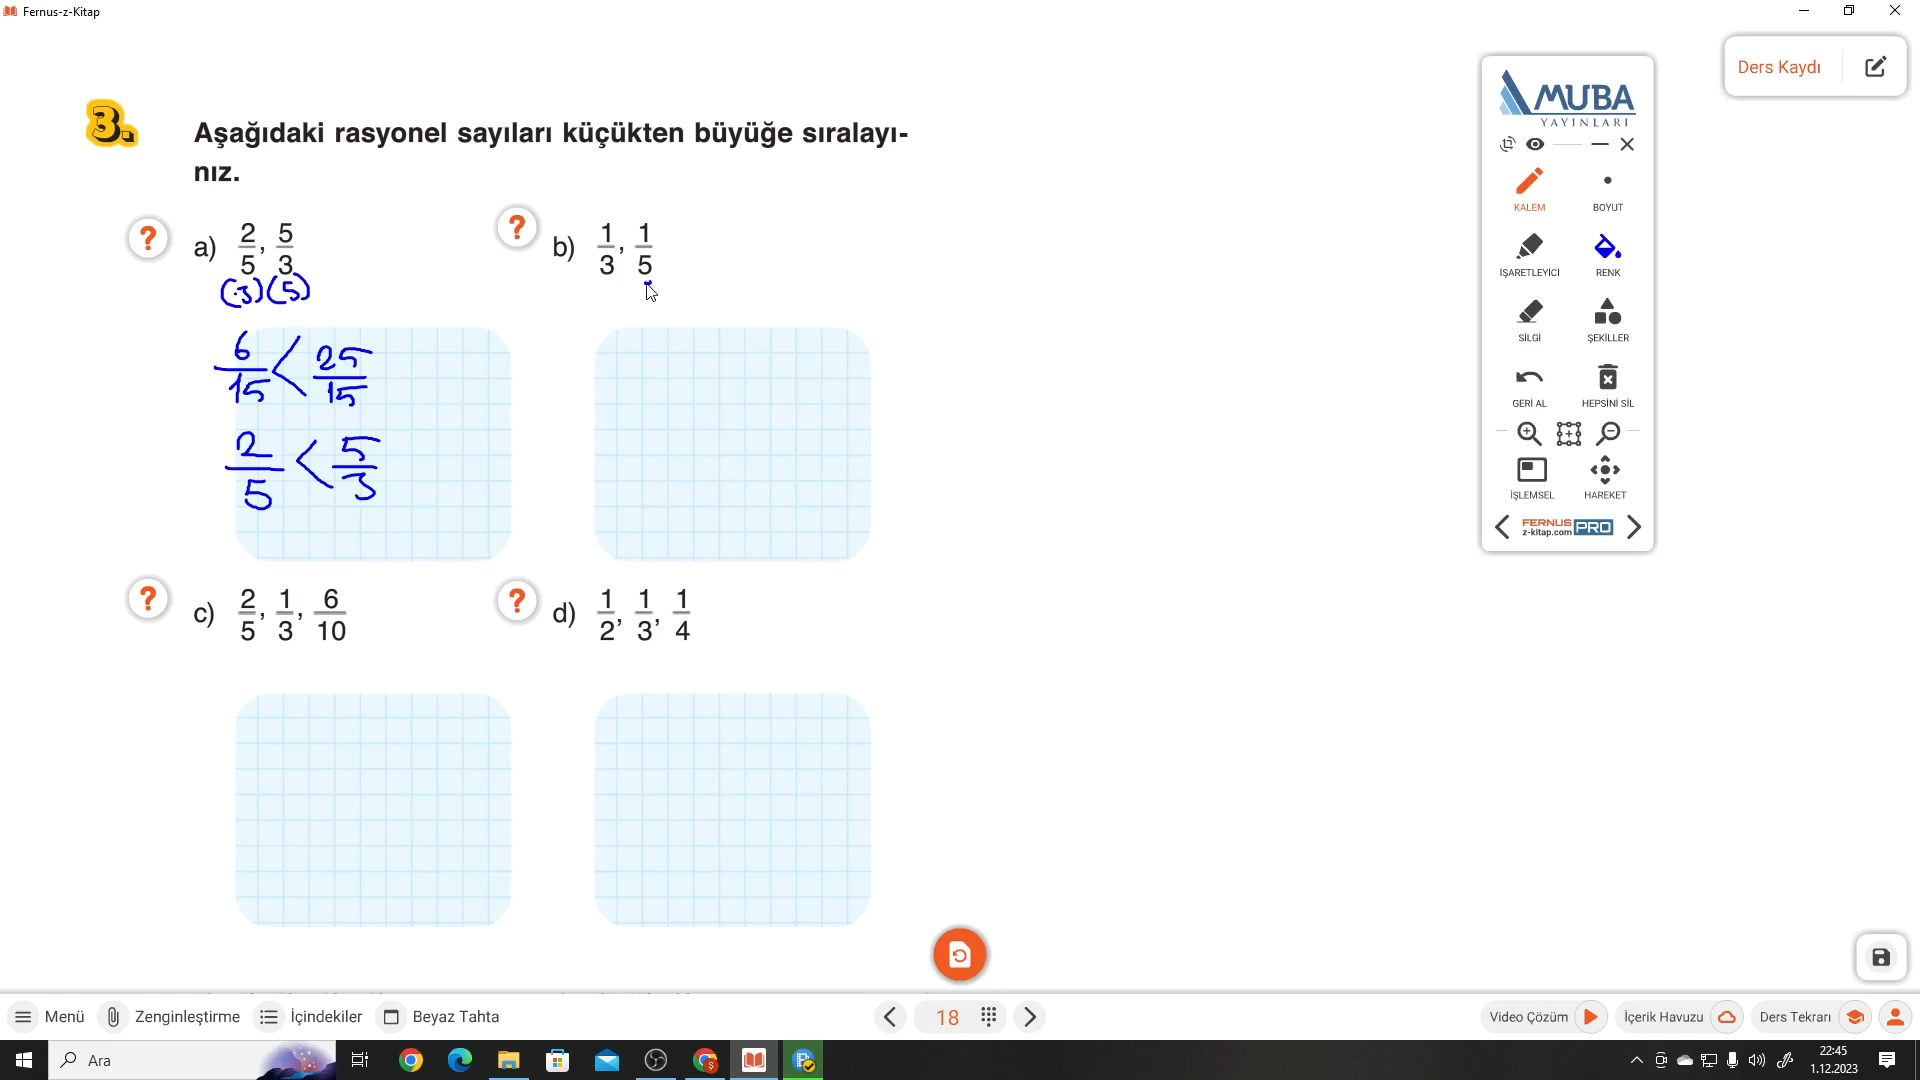 Fernus-z-Kitap
Ders Kaydı
3.
Aşağıdaki rasyonel sayıları küçükten büyüğe sıralayı-
nız.
a) 2/5, 5/3
(·3)(5)
6/15 < 25/15
2/5 < 5/3
b) 1/3, 1/5
c) 2/5, 1/3, 6/10
d) 1/2, 1/3, 1/4
MUBA
YAYINLARI
KALEM
BOYUT
İŞARETLEYİCİ
RENK
SİLGİ
ŞEKİLLER
GERİ AL
HEPSİNİ SİL
İŞLEMSEL
HAREKET
FERNUS PRO
z-kitap.com
Menü
Zenginleştirme
İçindekiler
Beyaz Tahta
18
Video Çözüm
İçerik Havuzu
Ders Tekrarı
Ara
22:45
1.12.2023